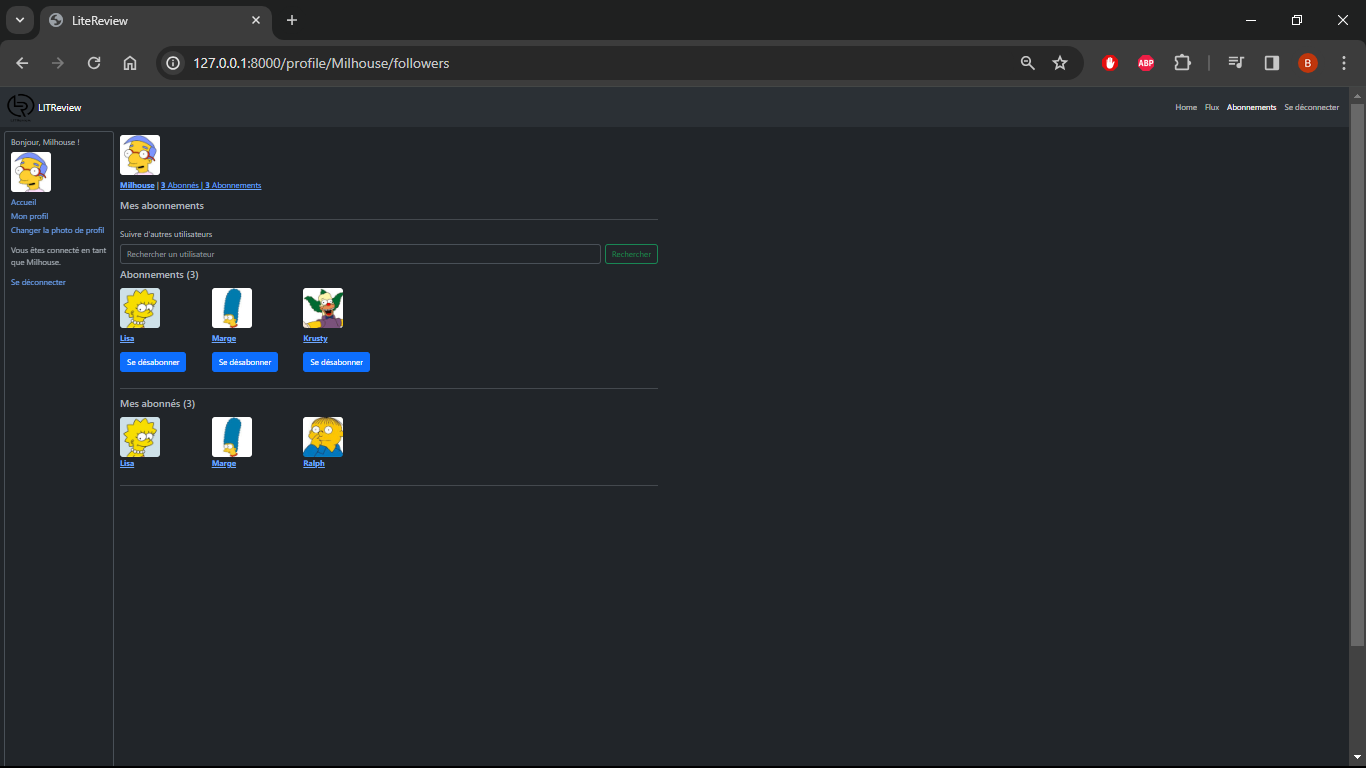 LiteReview
127.0.0.1:8000/profile/Milhouse/followers
ABP
B
LITReview
Home Flux Abonnements Se déconnecter
Bonjour, Milhouse !
Accueil
Mon profil
Changer la photo de profil
Vous êtes connecté en tant
que Milhouse.
Se déconnecter
Milhouse | 3 Abonnés | 3 Abonnements
Mes abonnements
Suivre d'autres utilisateurs
Rechercher un utilisateur Rechercher
Abonnements (3)
Lisa Marge Krusty
Se désabonner Se désabonner Se désabonner
Mes abonnés (3)
Lisa Marge Ralph